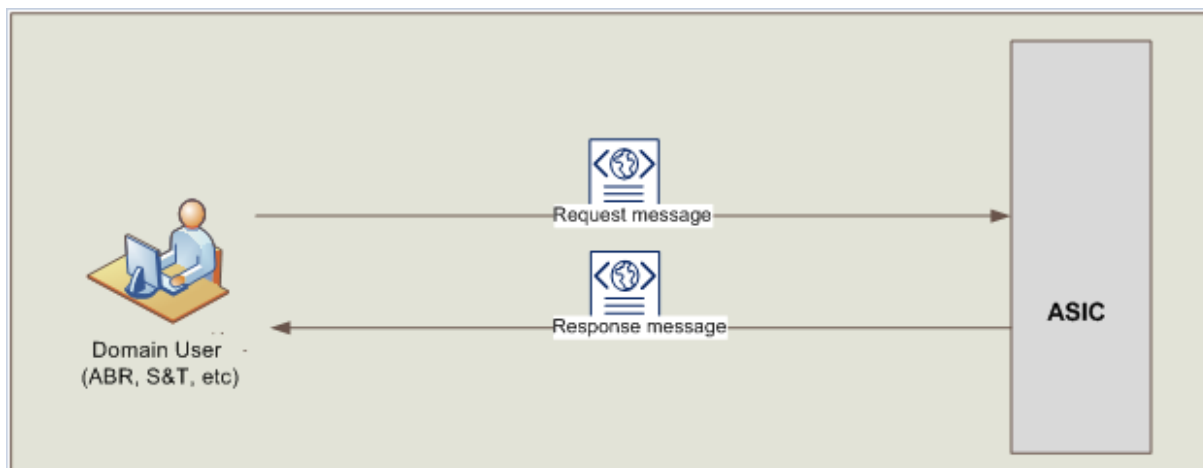 Request message
Response message
ASIC
Domain User
(ABR, S&T, etc)